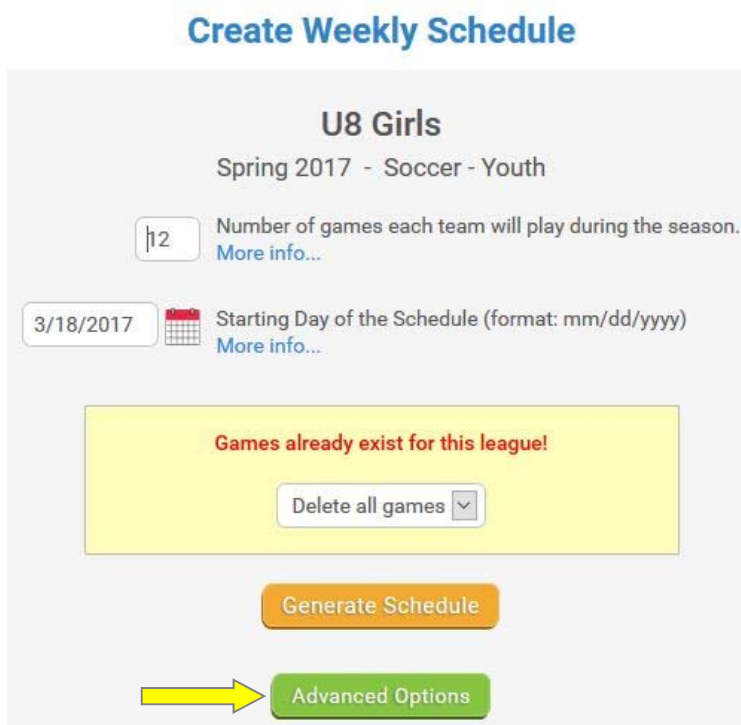 Create Weekly Schedule
U8 Girls
Spring 2017 - Soccer - Youth
12
Number of games each team will play during the season.
More info...
3/18/2017
Starting Day of the Schedule (format: mm/dd/yyyy)
More info...
Games already exist for this league!
Delete all games
Generate Schedule
Advanced Options